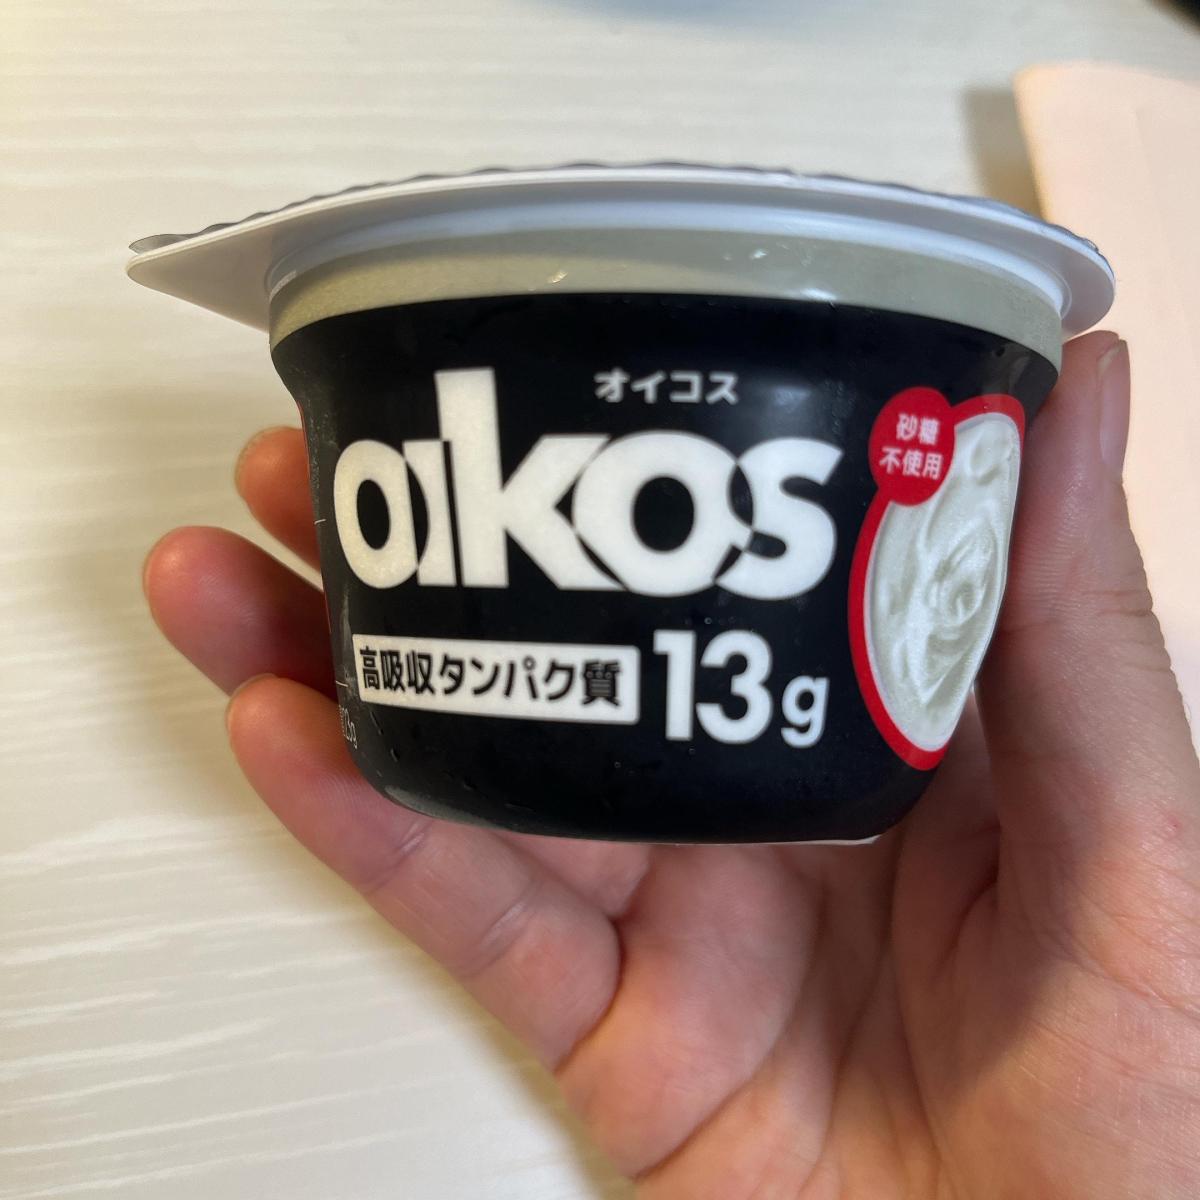 オイコス
oikos
砂糖
不使用
高吸収タンパク質 13g